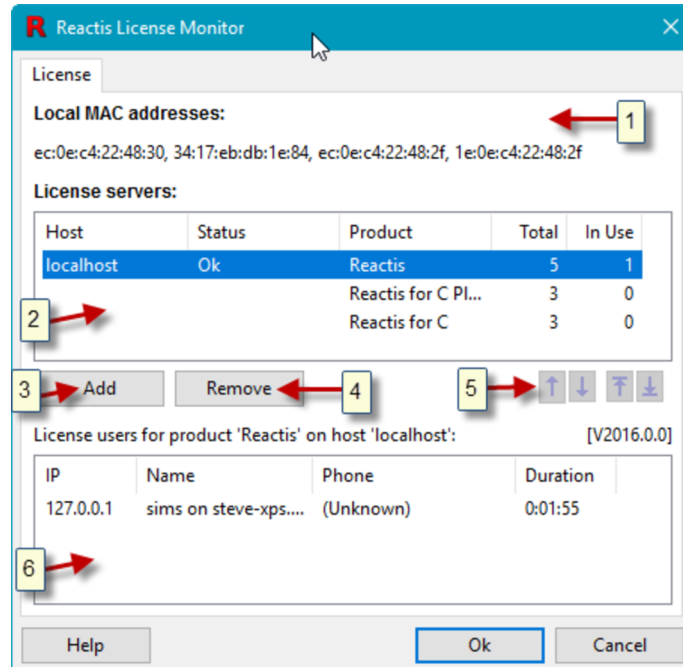 R Reactis License Monitor
License
Local MAC addresses:
1
ec:0e:c4:22:48:30, 34:17:eb:db:1e:84, ec:0e:c4:22:48:2f, 1e:0e:c4:22:48:2f
License servers:
Host Status Product Total In Use
localhost Ok Reactis 5 1
Reactis for C Pl... 3 0
2
Reactis for C 3 0
3 Add Remove 4 5
License users for product 'Reactis' on host 'localhost': [V2016.0.0]
IP Name Phone Duration
127.0.0.1 sims on steve-xps.... (Unknown) 0:01:55
6
Help Ok Cancel